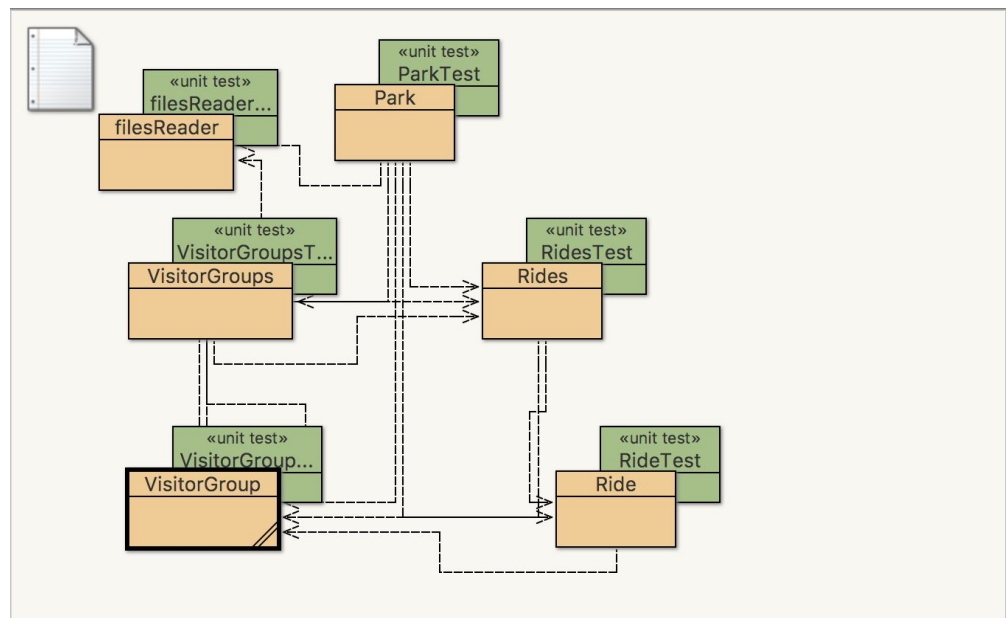 «unit test»
ParkTest
Park
«unit test»
filesReader...
filesReader
«unit test»
VisitorGroupsT...
VisitorGroups
«unit test»
RidesTest
Rides
«unit test»
VisitorGroup...
VisitorGroup
«unit test»
RideTest
Ride